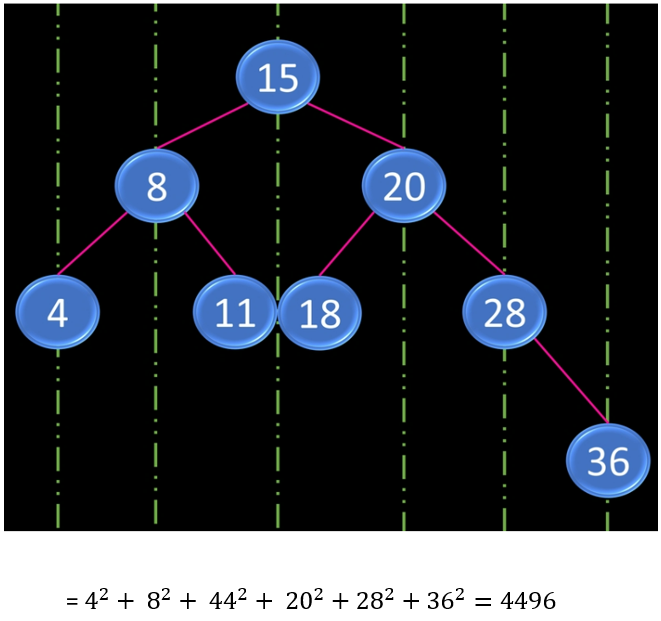 15
8 20
4 11 18 28
36
= 4² + 8² + 44² + 20² + 28² + 36² = 4496